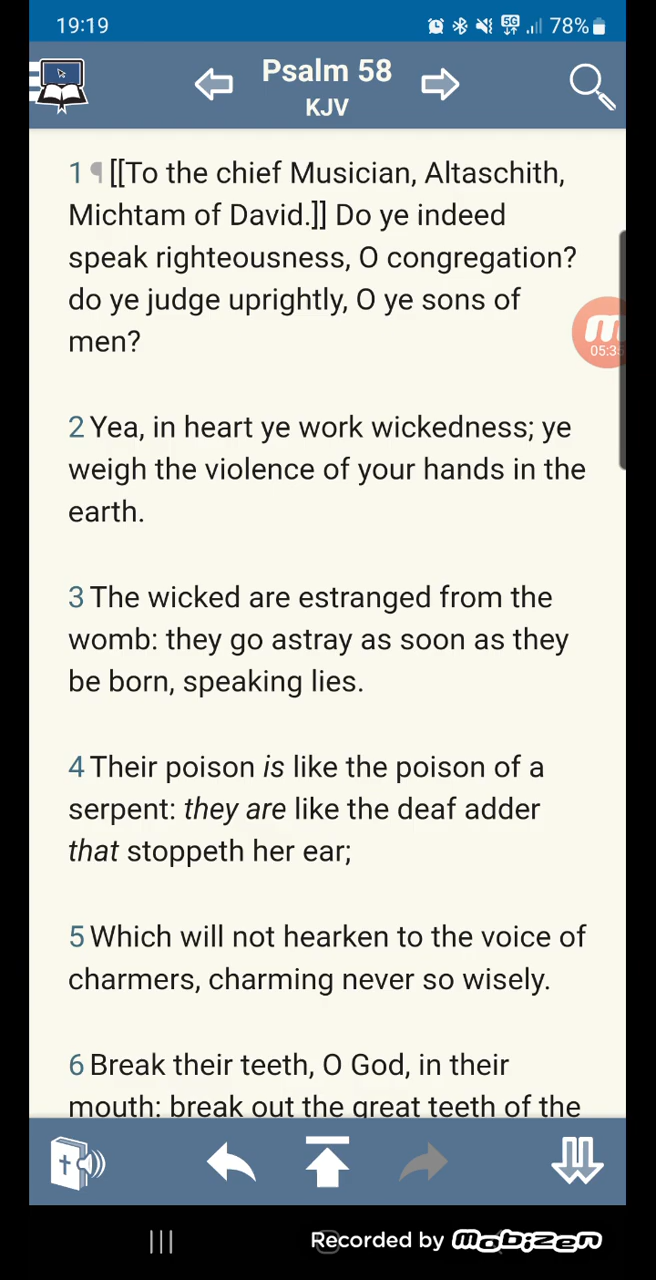 19:19
5G
78%
Psalm 58
KJV
1 ¶ [[To the chief Musician, Altaschith,
Michtam of David.]] Do ye indeed
speak righteousness, O congregation?
do ye judge uprightly, O ye sons of
men?
05:35
2 Yea, in heart ye work wickedness; ye
weigh the violence of your hands in the
earth.
3 The wicked are estranged from the
womb: they go astray as soon as they
be born, speaking lies.
4 Their poison is like the poison of a
serpent: they are like the deaf adder
that stoppeth her ear;
5 Which will not hearken to the voice of
charmers, charming never so wisely.
6 Break their teeth, O God, in their
mouth: break out the great teeth of the
Recorded by mobizen